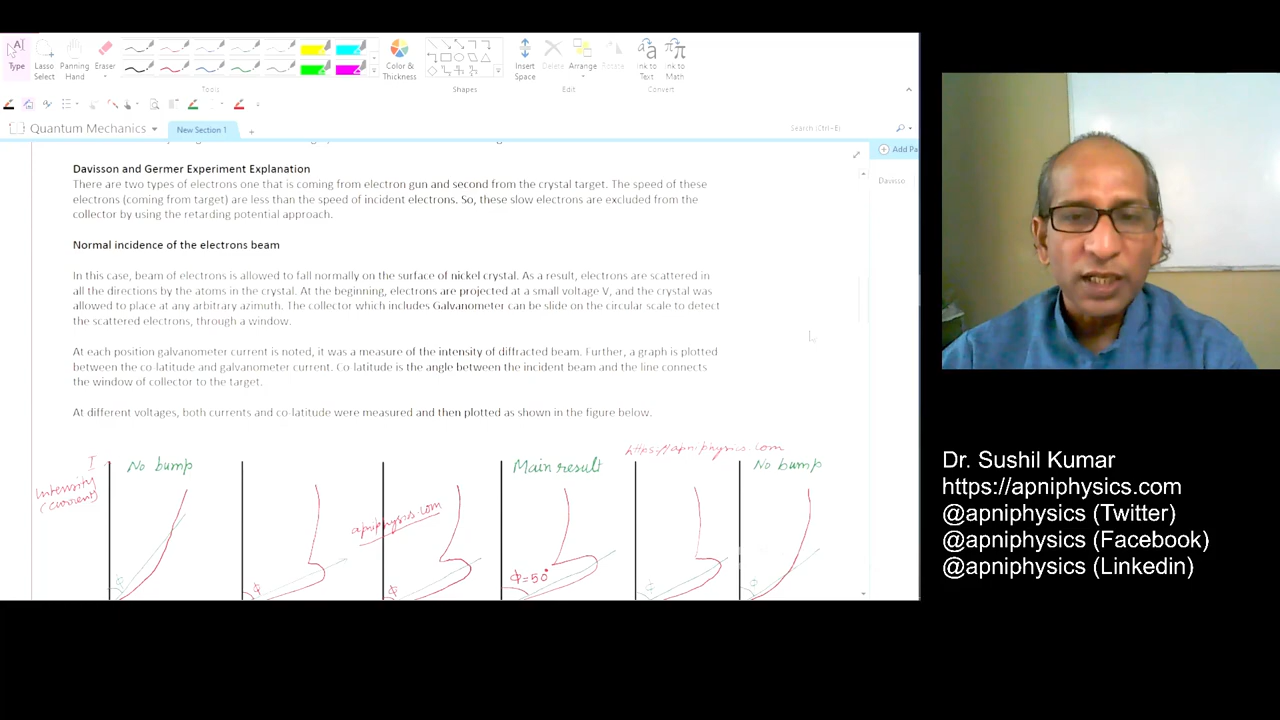 Type
Lasso
Select
Panning
Hand
Eraser
Color &
Thickness
Insert
Space
Delete
Arrange
Rotate
Ink to
Text
Ink to
Math
Tools
Shapes
Edit
Convert
Quantum Mechanics
New Section 1
Search (Ctrl-E)
Add Pa
Davisso
Davisson and Germer Experiment Explanation
There are two types of electrons one that is coming from electron gun and second from the crystal target. The speed of these
electrons (coming from target) are less than the speed of incident electrons. So, these slow electrons are excluded from the
collector by using the retarding potential approach.
Normal incidence of the electrons beam
In this case, beam of electrons is allowed to fall normally on the surface of nickel crystal. As a result, electrons are scattered in
all the directions by the atoms in the crystal. At the beginning, electrons are projected at a small voltage V, and the crystal was
allowed to place at any arbitrary azimuth. The collector which includes Galvanometer can be slide on the circular scale to detect
the scattered electrons, through a window.
At each position galvanometer current is noted, it was a measure of the intensity of diffracted beam. Further, a graph is plotted
between the co-latitude and galvanometer current. Co-latitude is the angle between the incident beam and the line connects
the window of collector to the target.
At different voltages, both currents and co-latitude were measured and then plotted as shown in the figure below.
https://apniphysics.com
I
No bump
Main result
No bump
Intensity
(current)
apniphysics.com
ϕ
ϕ
ϕ
ϕ=50°
ϕ
ϕ
Dr. Sushil Kumar
https://apniphysics.com
@apniphysics (Twitter)
@apniphysics (Facebook)
@apniphysics (Linkedin)